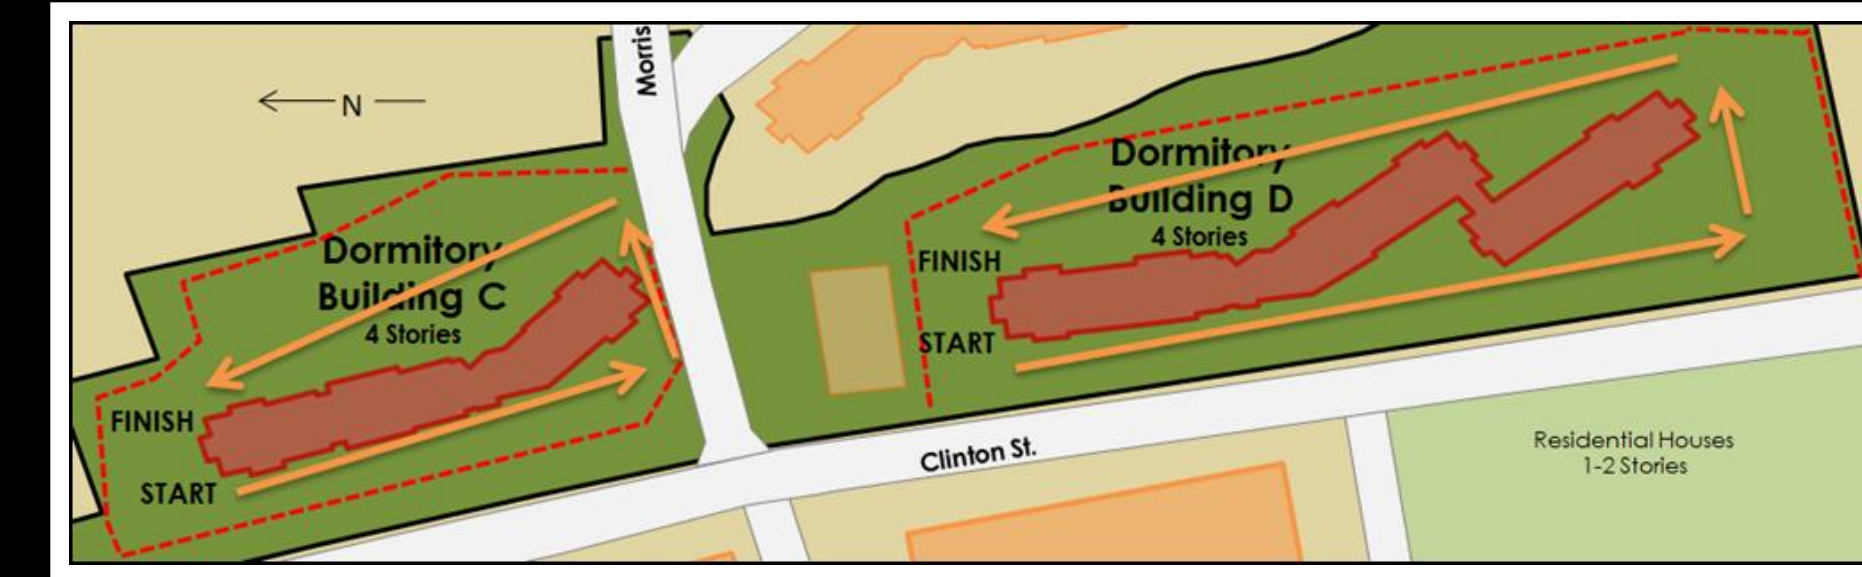 Morris
N
Dormitory
Building C
4 Stories
FINISH
START
Dormitory
Building D
4 Stories
FINISH
START
Clinton St.
Residential Houses
1-2 Stories